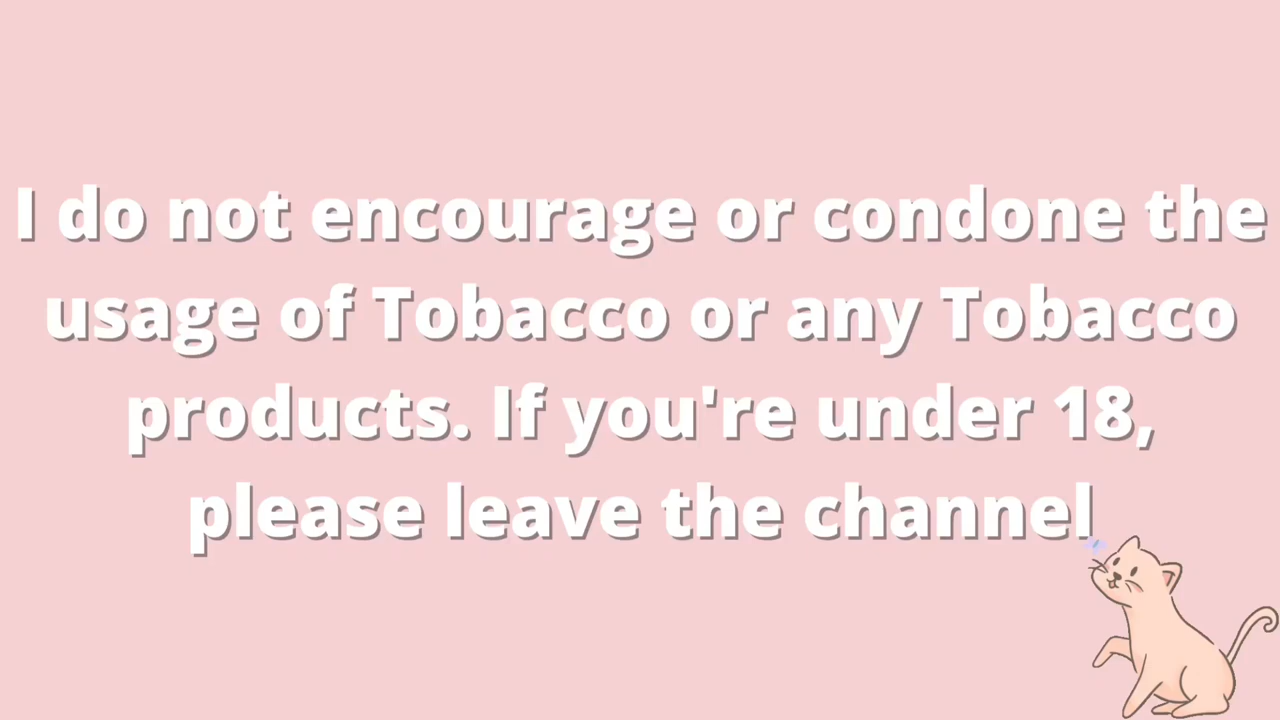 I do not encourage or condone the
usage of Tobacco or any Tobacco
products. If you're under 18,
please leave the channel